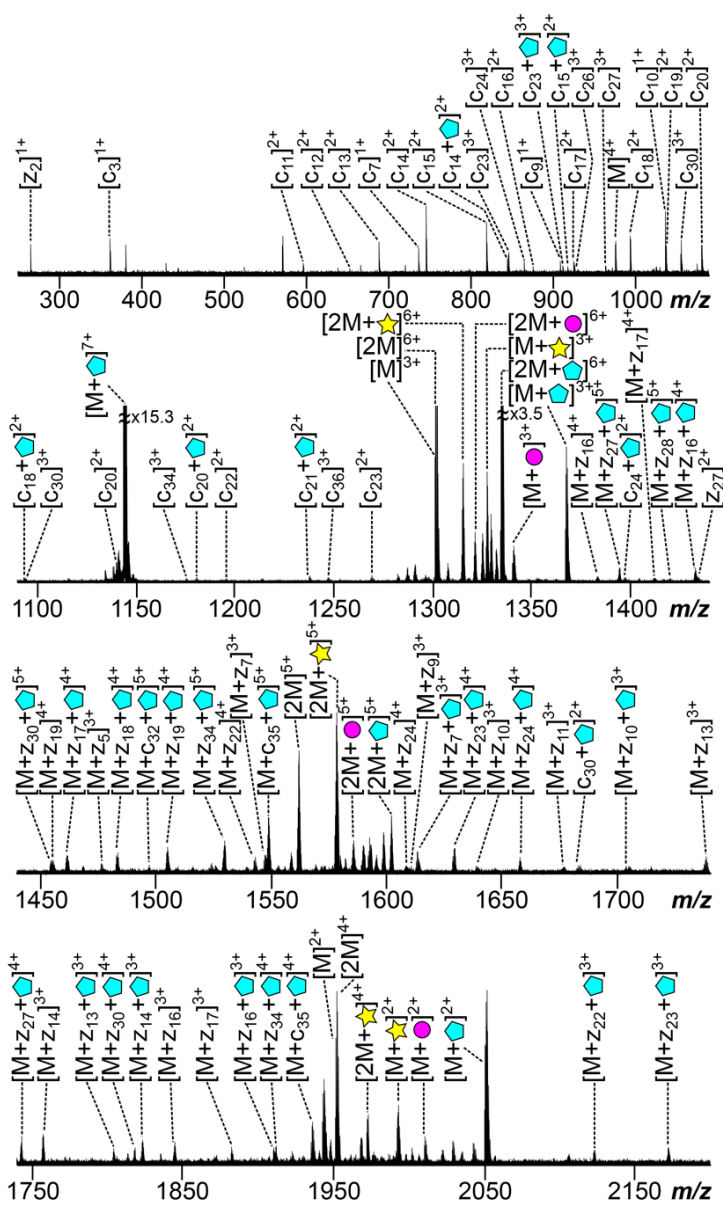 [z₂]¹⁺
[c₃]¹⁺
[c₁₁]²⁺
[c₁₂]²⁺
[c₁₃]²⁺
[c₇]¹⁺
[c₁₄]²⁺
[c₁₅]²⁺
[c₁₄+⬟]²⁺
[c₂₃]³⁺
[c₂₄]³⁺
[c₁₆]²⁺
[c₂₃+⬟]³⁺
[c₉]¹⁺
[c₁₅+⬟]²⁺
[c₁₇]²⁺
[c₂₆]³⁺
[c₂₇]³⁺
[M]⁴⁺
[c₁₈]²⁺
[c₁₀]¹⁺
[c₁₉]²⁺
[c₃₀]³⁺
[c₂₀]²⁺
300 400 500 600 700 800 900 1000 m/z
[c₁₈+⬟]²⁺
[c₃₀]³⁺
[c₂₀]²⁺
[M+⬟]⁷⁺
x15.3
[c₃₄]³⁺
[c₂₀+⬟]²⁺
[c₂₂]²⁺
[c₂₁+⬟]²⁺
[c₃₆]³⁺
[c₂₃]²⁺
[2M+★]⁶⁺
[2M]⁶⁺
[M]³⁺
[2M+●]⁶⁺
[M+★]³⁺
[2M+⬟]⁶⁺
[M+⬟]³⁺
x3.5
[M+●]³⁺
[M+z₁₆]⁴⁺
[M+z₂₇+⬟]⁵⁺
[c₂₄+⬟]²⁺
[M+z₁₇]⁴⁺
[M+z₂₈+⬟]⁵⁺
[M+z₁₆+⬟]⁴⁺
z₂₇]²⁺
1100 1150 1200 1250 1300 1350 1400 m/z
[M+z₃₀+⬟]⁵⁺
[M+z₁₉]⁴⁺
[M+z₁₇+⬟]⁴⁺
[M+z₅]³⁺
[M+z₁₈+⬟]⁴⁺
[M+c₃₂+⬟]⁵⁺
[M+z₁₉+⬟]⁴⁺
[M+z₃₄+⬟]⁵⁺
[M+z₂₂]⁴⁺
[M+z₇]³⁺
[M+c₃₅+⬟]⁵⁺
[2M]⁵⁺
[2M+★]⁵⁺
[2M+●]⁵⁺
[2M+⬟]⁵⁺
[M+z₂₄]⁴⁺
[M+z₉]³⁺
[M+z₇+⬟]³⁺
[M+z₂₃+⬟]⁴⁺
[M+z₁₀]³⁺
[M+z₂₄+⬟]⁴⁺
[M+z₁₁]³⁺
[c₃₀+⬟]²⁺
[M+z₁₀+⬟]³⁺
[M+z₁₃]³⁺
1450 1500 1550 1600 1650 1700 m/z
[M+z₂₇+⬟]⁴⁺
[M+z₁₄]³⁺
[M+z₁₃+⬟]³⁺
[M+z₃₀+⬟]⁴⁺
[M+z₁₄+⬟]³⁺
[M+z₁₆]³⁺
[M+z₁₇]³⁺
[M+z₁₆+⬟]³⁺
[M+z₃₄+⬟]⁴⁺
[M+c₃₅+⬟]⁴⁺
[M]²⁺
[2M]⁴⁺
[2M+★]⁴⁺
[M+★]²⁺
[M+●]²⁺
[M+⬟]²⁺
[M+z₂₂+⬟]³⁺
[M+z₂₃+⬟]³⁺
1750 1850 1950 2050 2150 m/z